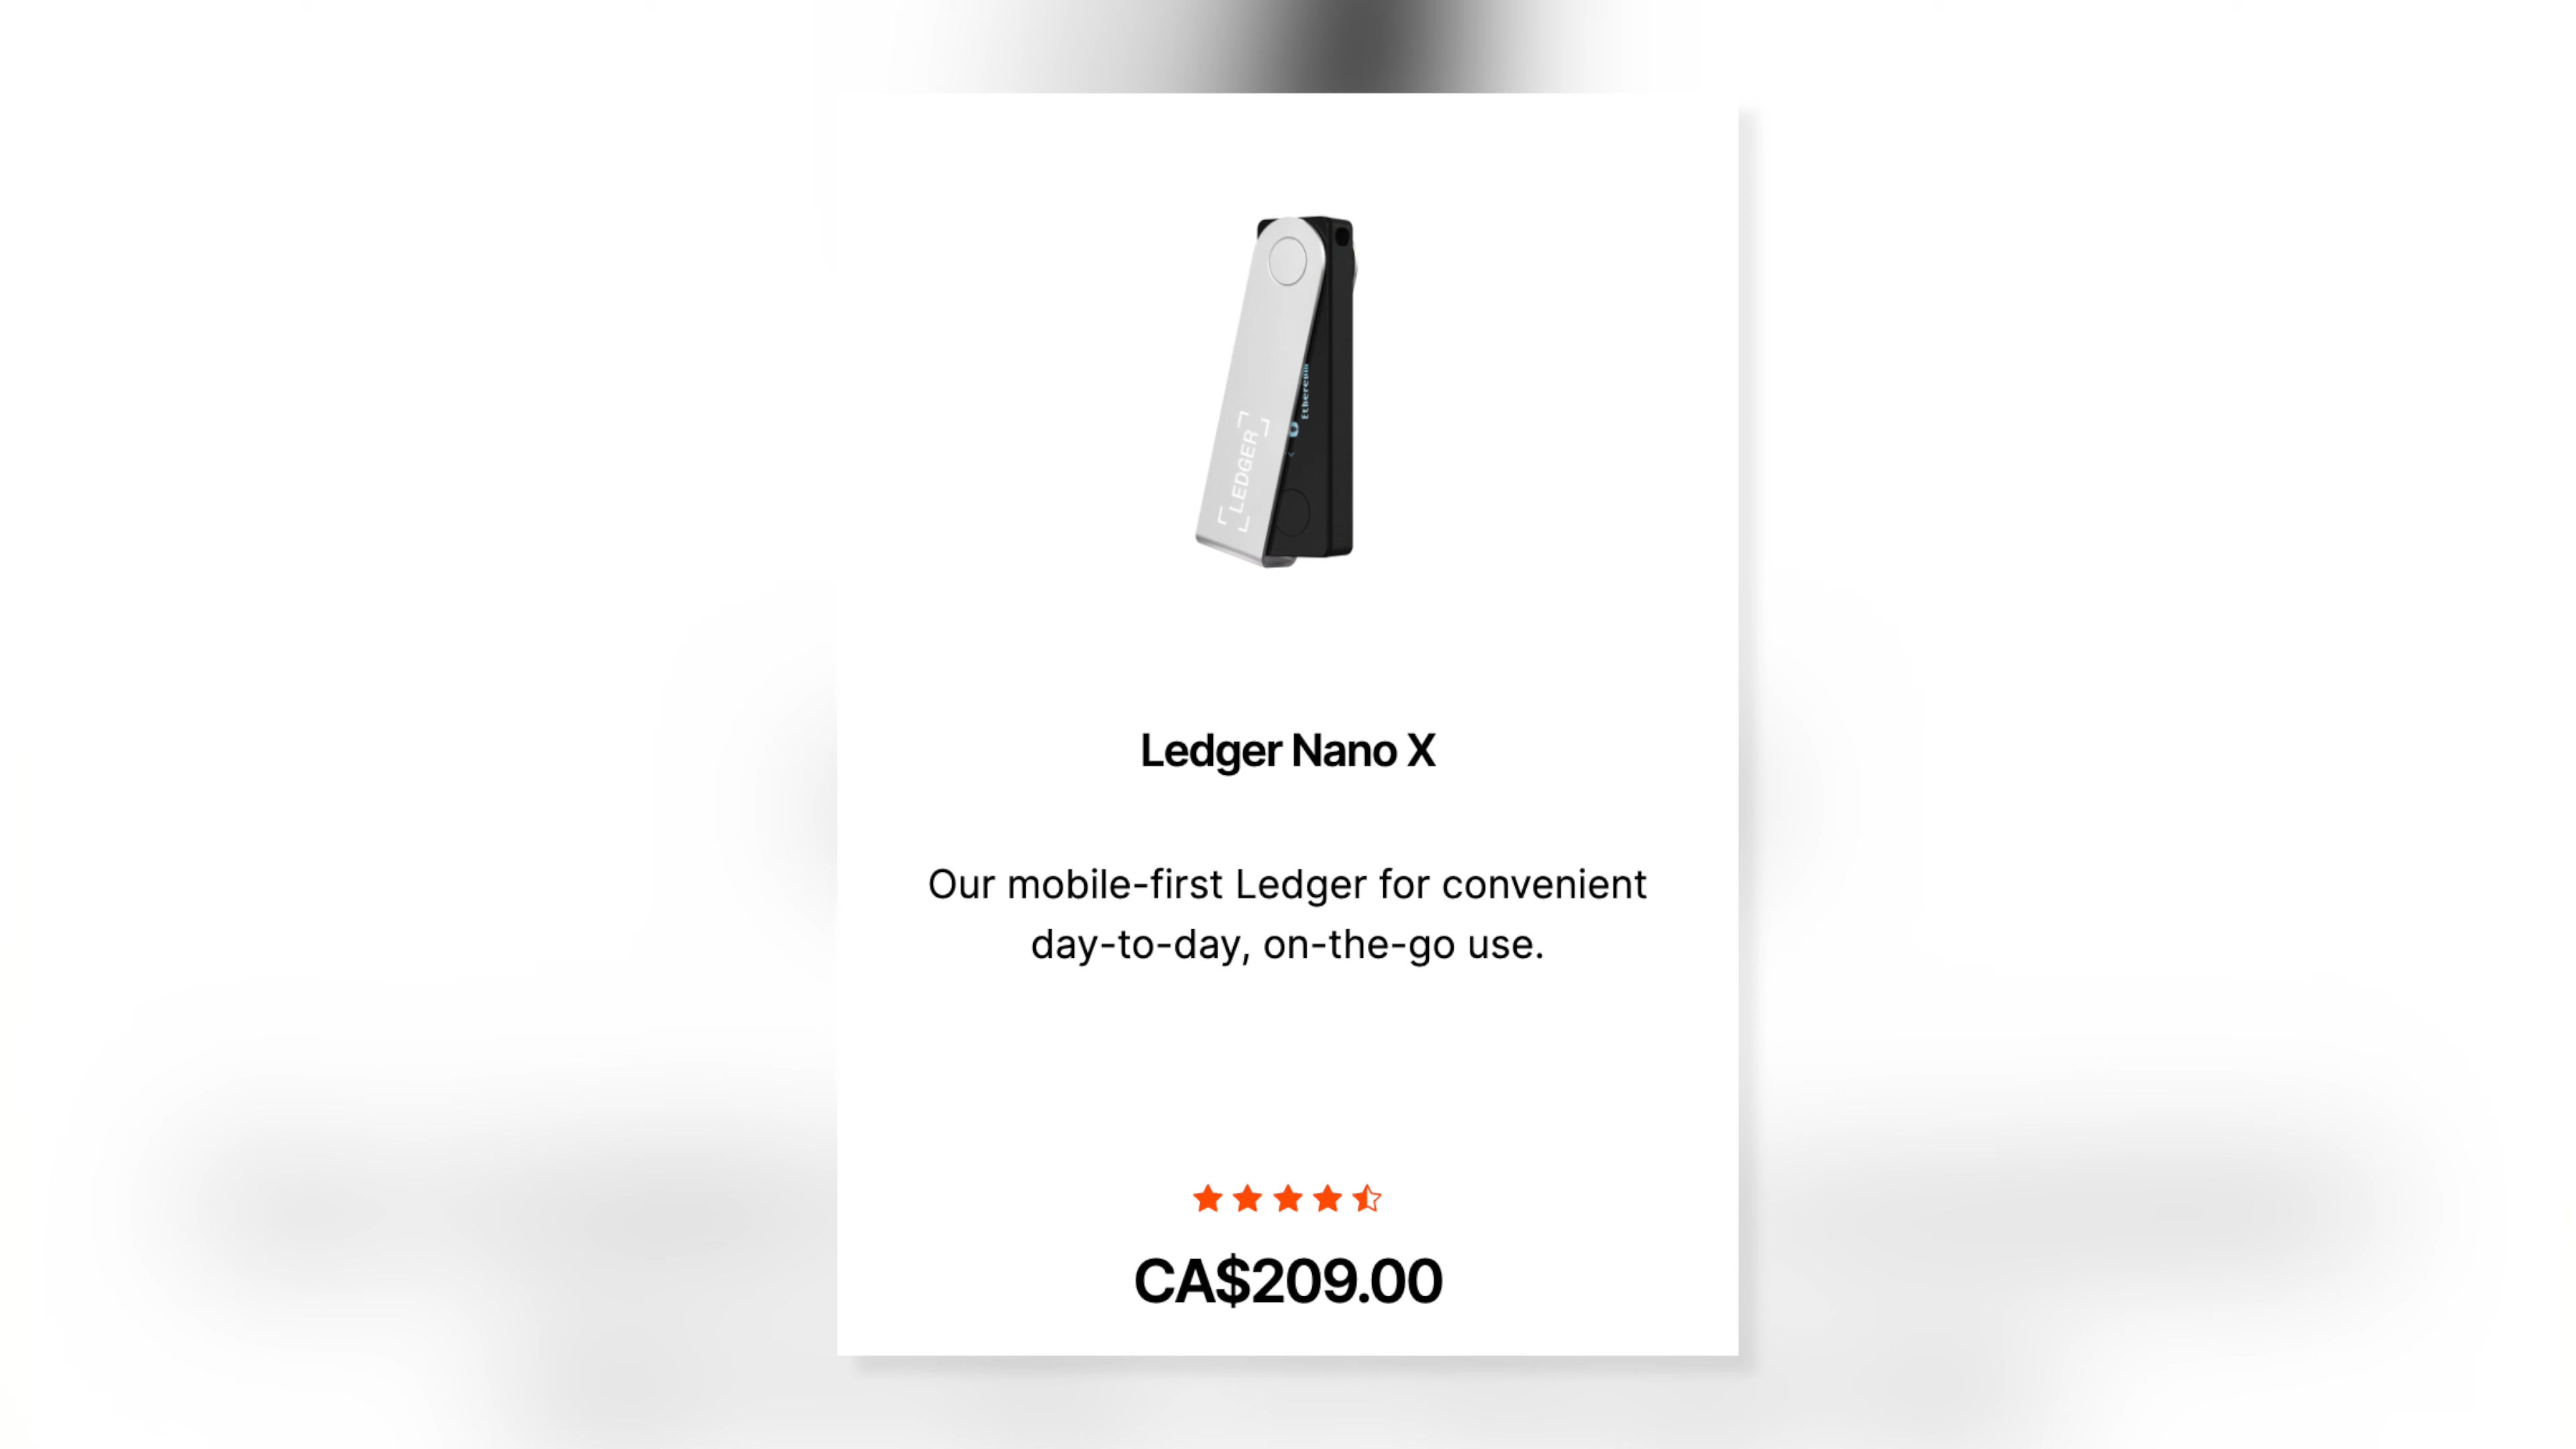 LEDGER
Ethereum
Ledger Nano X
Our mobile-first Ledger for convenient
day-to-day, on-the-go use.
CA$209.00